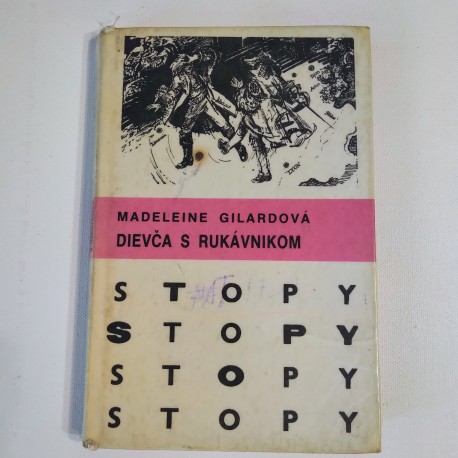 MADELEINE GILARDOVÁ
DIEVČA S RUKÁVNIKOM
STOPY
STOPY
STOPY
STOPY